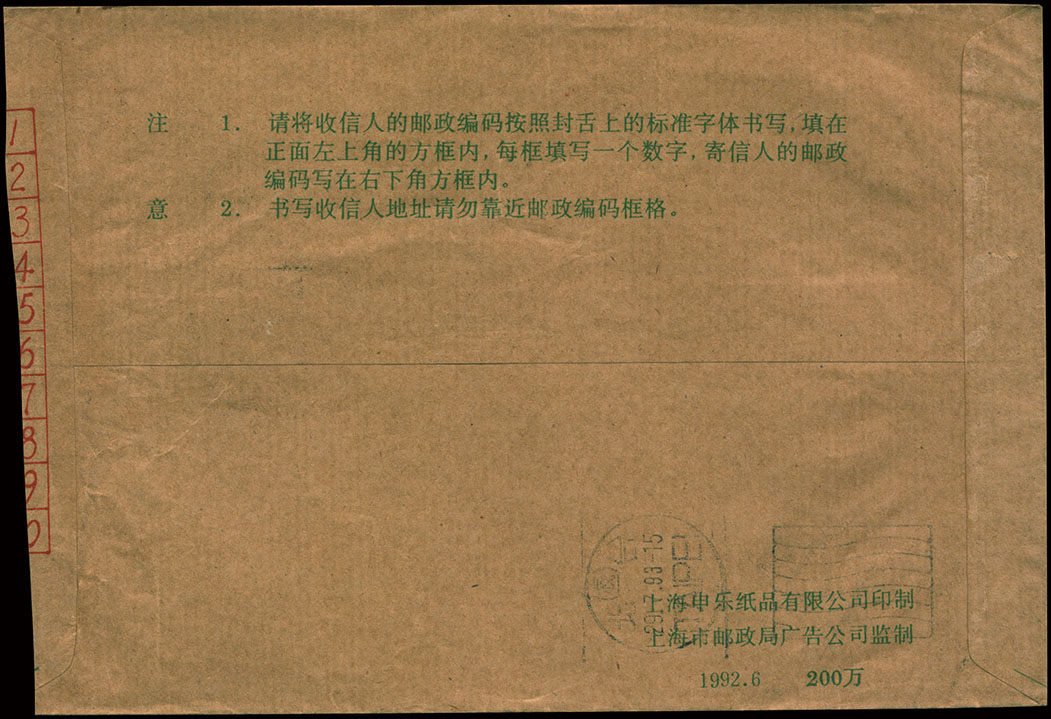 注 1. 请将收信人的邮政编码按照封舌上的标准字体书写,填在
正面左上角的方框内,每框填写一个数字,寄信人的邮政
编码写在右下角方框内。
意 2. 书写收信人地址请勿靠近邮政编码框格。
1
2
3
4
5
6
7
8
9
0
29.7.93-15
上海申乐纸品有限公司印制
上海市邮政局广告公司监制
1992.6 200万